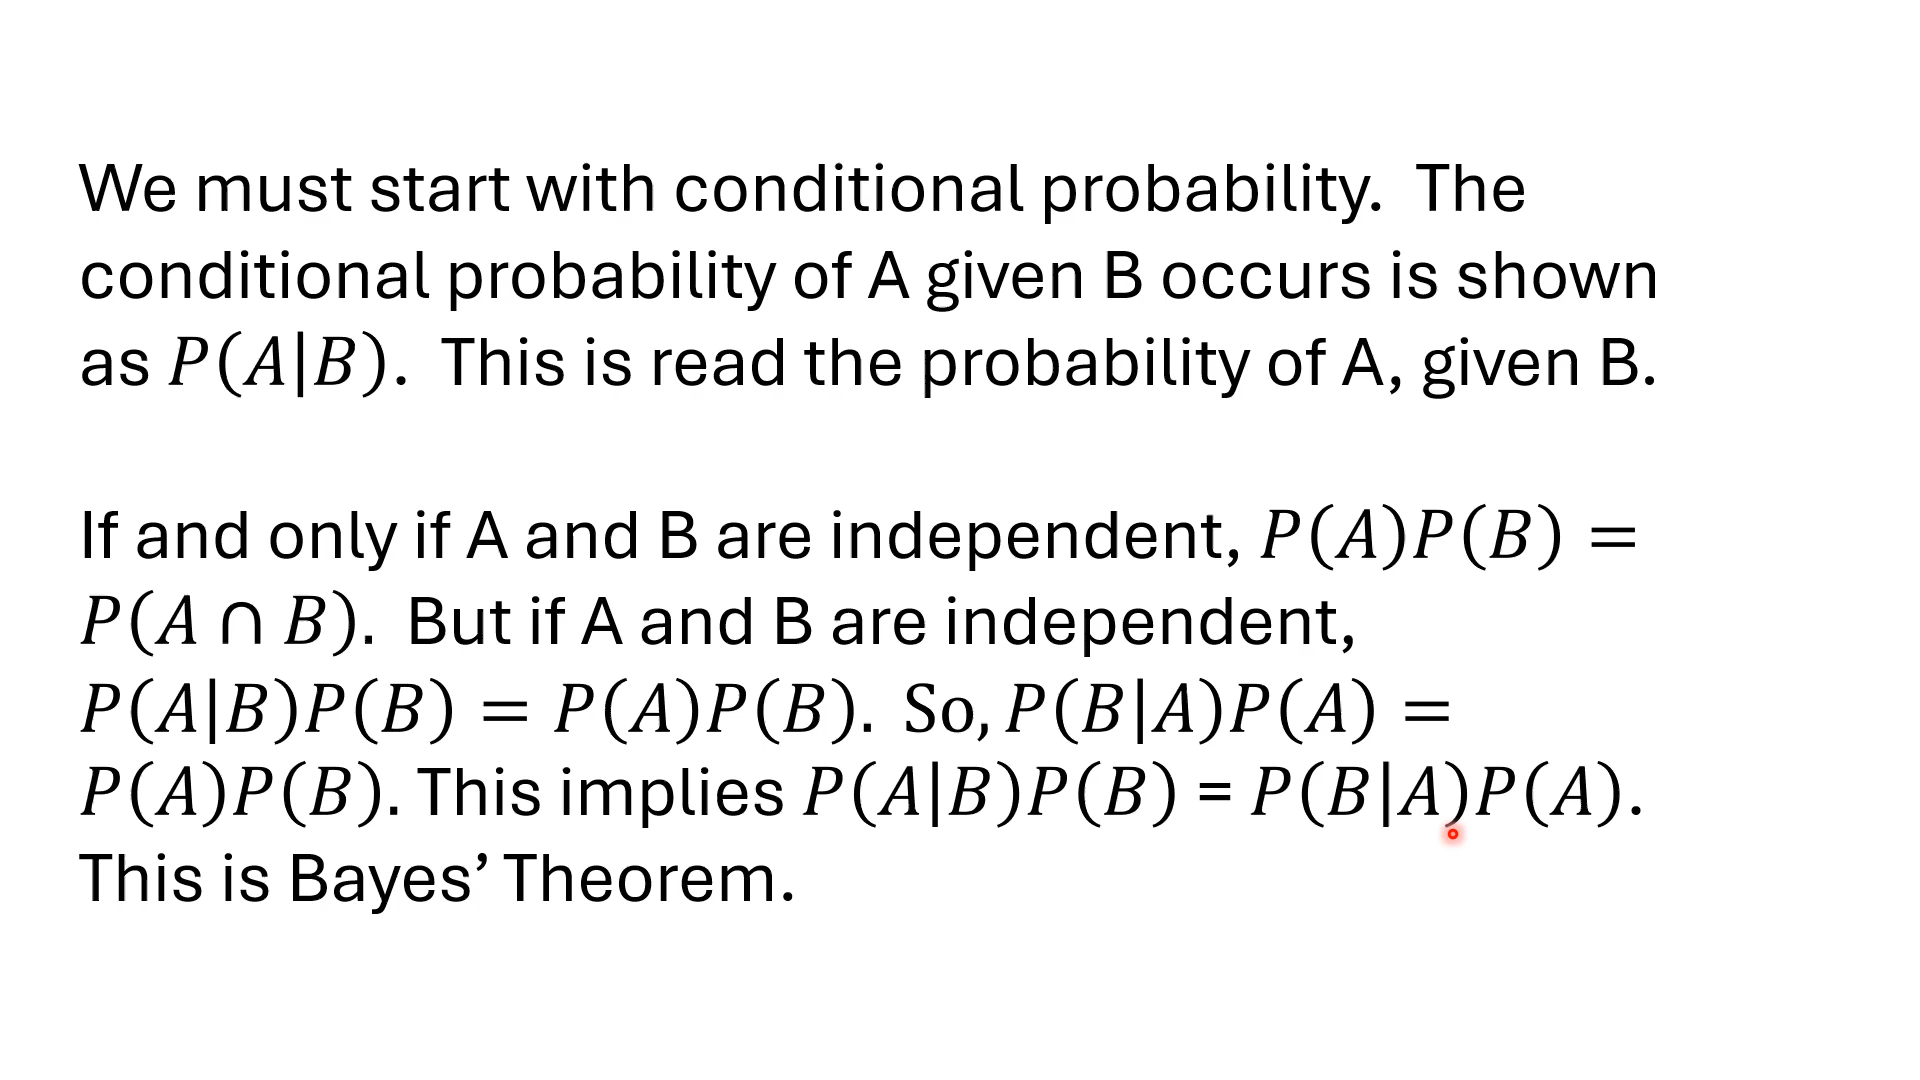 We must start with conditional probability.  The
conditional probability of A given B occurs is shown
as P(A|B).  This is read the probability of A, given B.
If and only if A and B are independent, P(A)P(B) =
P(A ∩ B).  But if A and B are independent,
P(A|B)P(B) = P(A)P(B).  So, P(B|A)P(A) =
P(A)P(B). This implies P(A|B)P(B) = P(B|A)P(A).
This is Bayes’ Theorem.